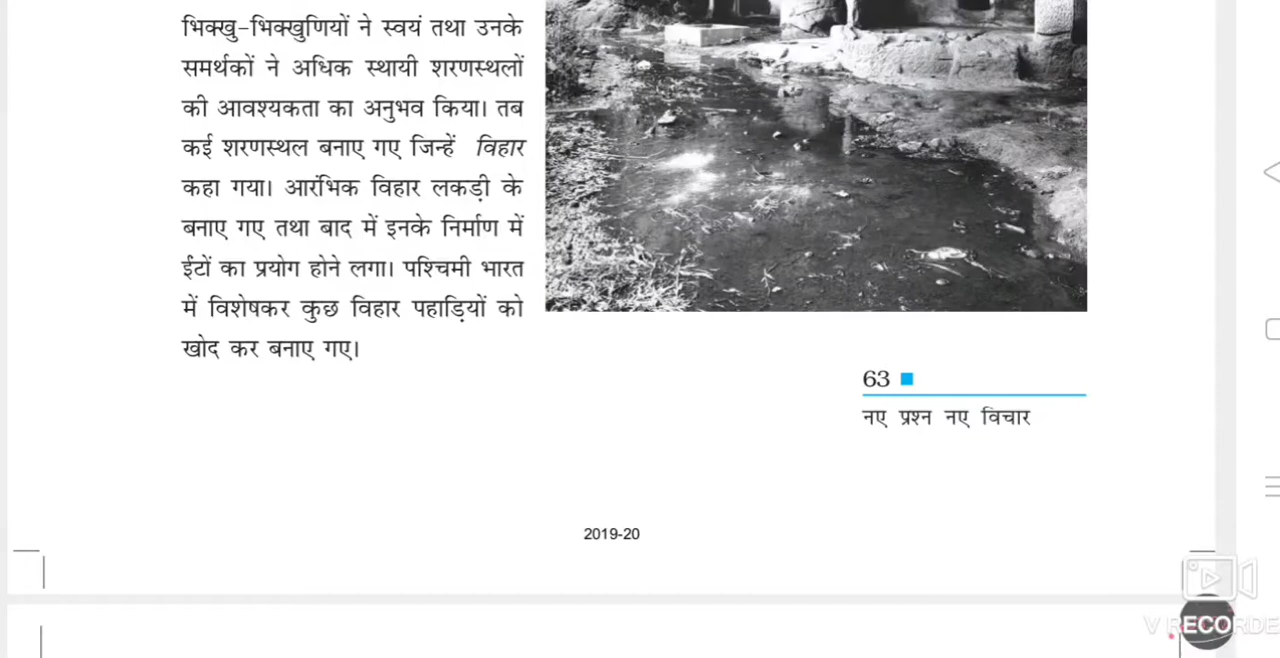 भिक्खु-भिक्खुणियों ने स्वयं तथा उनके
समर्थकों ने अधिक स्थायी शरणस्थलों
की आवश्यकता का अनुभव किया। तब
कई शरणस्थल बनाए गए जिन्हें विहार
कहा गया। आरंभिक विहार लकड़ी के
बनाए गए तथा बाद में इनके निर्माण में
ईंटों का प्रयोग होने लगा। पश्चिमी भारत
में विशेषकर कुछ विहार पहाड़ियों को
खोद कर बनाए गए।
63
नए प्रश्न नए विचार
2019-20
V RECORDE